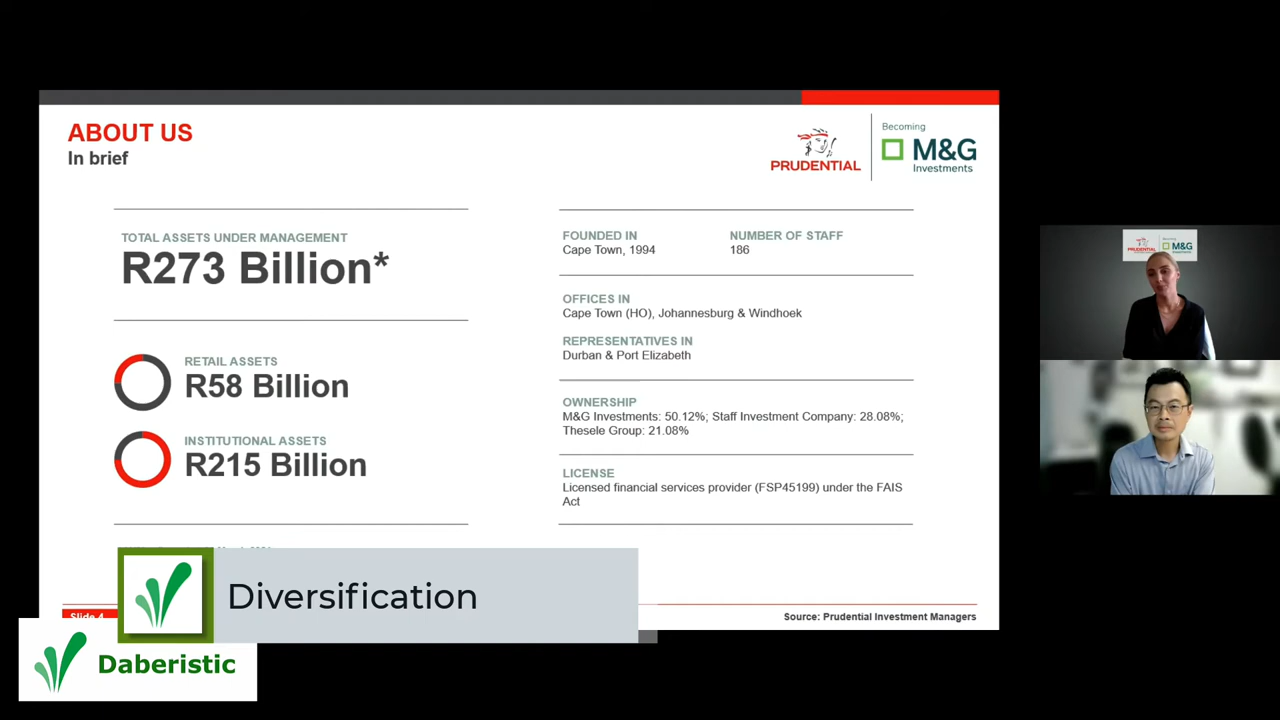 ABOUT US
In brief
PRUDENTIAL
Becoming
M&G
Investments
TOTAL ASSETS UNDER MANAGEMENT
R273 Billion*
RETAIL ASSETS
R58 Billion
INSTITUTIONAL ASSETS
R215 Billion
FOUNDED IN
Cape Town, 1994
NUMBER OF STAFF
186
OFFICES IN
Cape Town (HO), Johannesburg & Windhoek
REPRESENTATIVES IN
Durban & Port Elizabeth
OWNERSHIP
M&G Investments: 50.12%; Staff Investment Company: 28.08%;
Thesele Group: 21.08%
LICENSE
Licensed financial services provider (FSP45199) under the FAIS
Act
Slide 4
Source: Prudential Investment Managers
Diversification
Daberistic
PRUDENTIAL
M&G